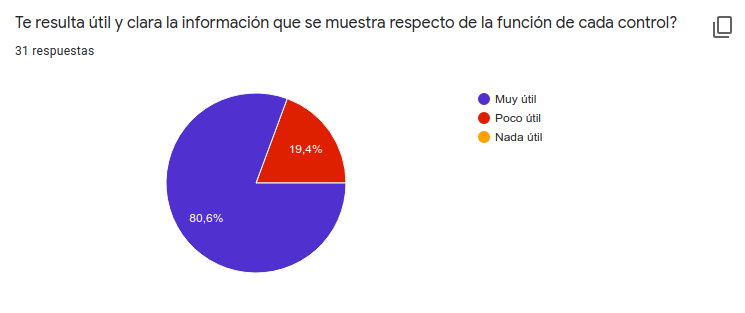 Te resulta útil y clara la información que se muestra respecto de la función de cada control?
31 respuestas
Muy útil
Poco útil
Nada útil
19,4%
80,6%